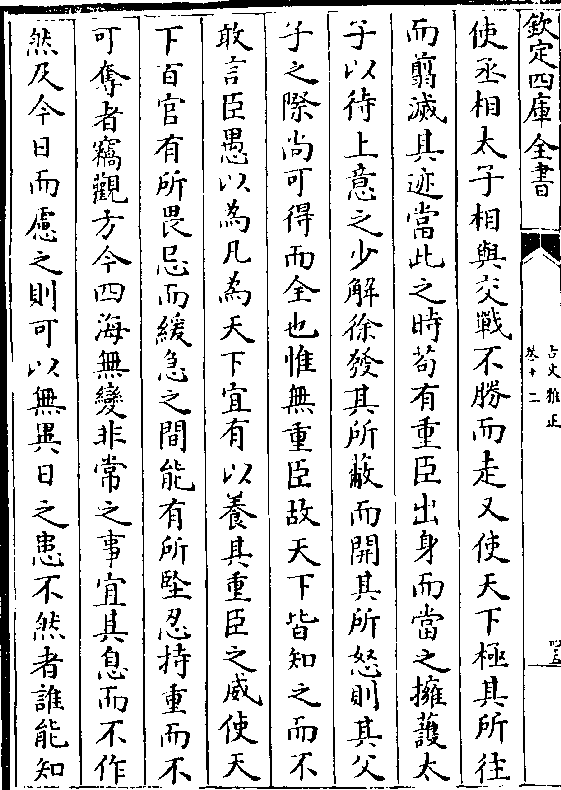 欽定四庫全書
古文雅正
卷十二
使丞相太子相與交戰不勝而走又使天下極其所往
而翦滅其迹當此之時茍有重臣出身而當之擁䕶太
子以待上意之少解徐發其所蔽而開其所怒則其父
子之際尚可得而全也惟無重臣故天下皆知之而不
敢言臣愚以為凡為天下宜有以養其重臣之威使天
下百官有所畏忌而緩急之間能有所堅忍持重而不
可奪者竊觀方今四海無變非常之事宜其息而不作
然及今日而慮之則可以無異日之患不然者誰能知